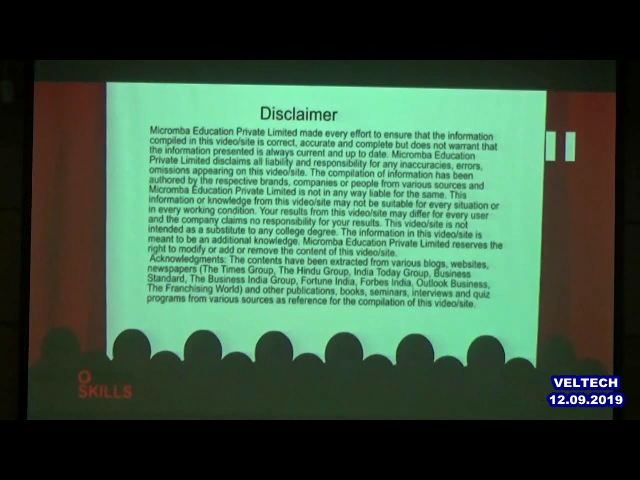 Disclaimer
Micromba Education Private Limited made every effort to ensure that the information
compiled in this video/site is correct, accurate and complete but does not warrant that
the information presented is always current and up to date. Micromba Education
Private Limited disclaims all liability and responsibility for any inaccuracies, errors,
omissions appearing on this video/site. The compilation of information has been
authored by the respective brands, companies or people from various sources and
Micromba Education Private Limited is not in any way liable for the same. This
information or knowledge from this video/site may not be suitable for every situation or
in every working condition. Your results from this video/site may differ for every user
and the company claims no responsibility for your results. This video/site is not
intended as a substitute to any college degree. The information in this video/site is
meant to be an additional knowledge. Micromba Education Private Limited reserves the
right to modify or add or remove the content of this video/site.
Acknowledgments: The contents have been extracted from various blogs, websites,
newspapers (The Times Group, The Hindu Group, India Today Group, Business
Standard, The Business India Group, Fortune India, Forbes India, Outlook Business,
The Franchising World) and other publications, books, seminars, interviews and quiz
programs from various sources as reference for the compilation of this video/site.
SKILLS
VELTECH
12.09.2019